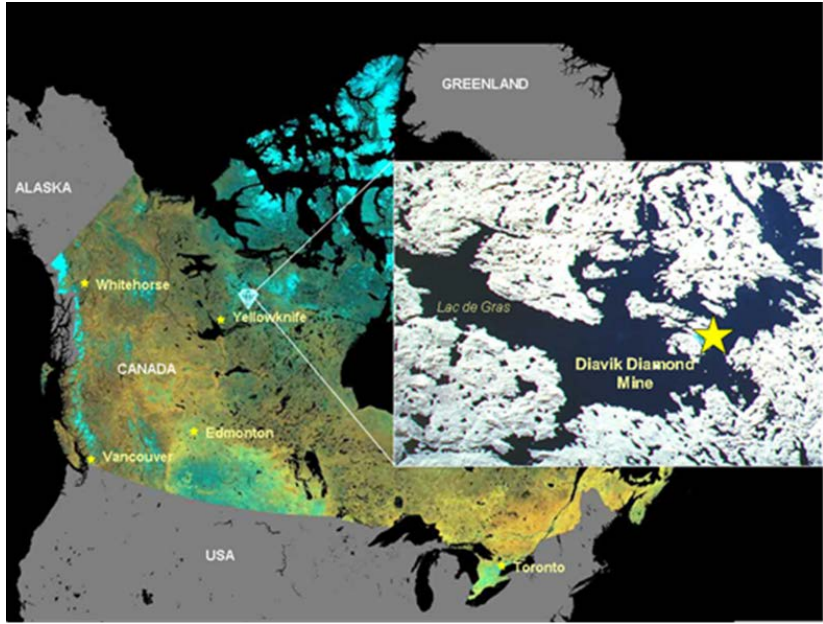 GREENLAND
ALASKA
Whitehorse
Lac de Gras
Yellowknife
Diavik Diamond
Mine
CANADA
Edmonton
Vancouver
USA
Toronto